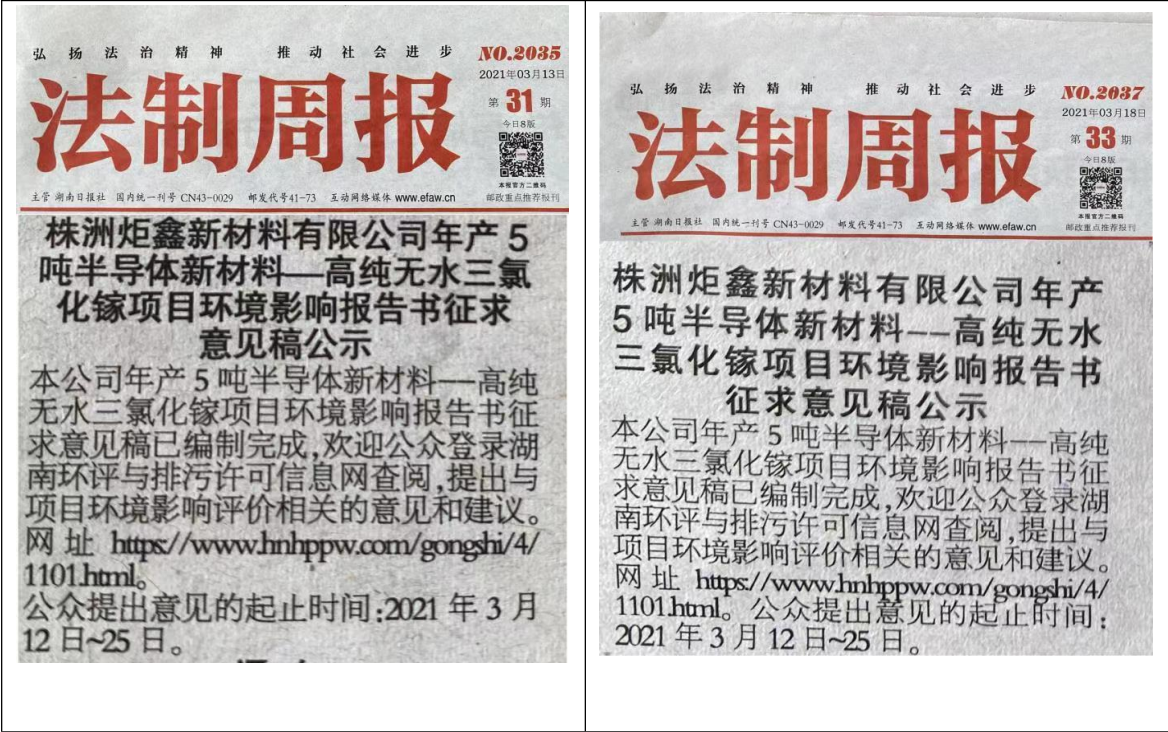 弘扬法治精神 推动社会进步
NO.2035
2021年03月13日
法制周报
第31期
今日8版
本报官方二维码
主管 湖南日报社 国内统一刊号 CN43-0029 邮发代号41-73 互动网络媒体 www.efaw.cn 邮政重点推荐报刊
株洲炬鑫新材料有限公司年产5
吨半导体新材料—高纯无水三氯
化镓项目环境影响报告书征求
意见稿公示
本公司年产5吨半导体新材料—高纯
无水三氯化镓项目环境影响报告书征
求意见稿已编制完成,欢迎公众登录湖
南环评与排污许可信息网查阅,提出与
项目环境影响评价相关的意见和建议。
网址 https://www.hnhppw.com/gongshi/4/
1101.html。
公众提出意见的起止时间:2021年3月
12日~25日。
弘扬法治精神 推动社会进步
NO.2037
2021年03月18日
法制周报
第33期
今日8版
本报官方二维码
主管 湖南日报社 国内统一刊号 CN43-0029 邮发代号41-73 互动网络媒体 www.efaw.cn 邮政重点推荐报刊
株洲炬鑫新材料有限公司年产
5吨半导体新材料——高纯无水
三氯化镓项目环境影响报告书
征求意见稿公示
本公司年产5吨半导体新材料——高纯
无水三氯化镓项目环境影响报告书征
求意见稿已编制完成,欢迎公众登录湖
南环评与排污许可信息网查阅,提出与
项目环境影响评价相关的意见和建议。
网址 https://www.hnhppw.com/gongshi/4/
1101.html。公众提出意见的起止时间:
2021年3月12日~25日。